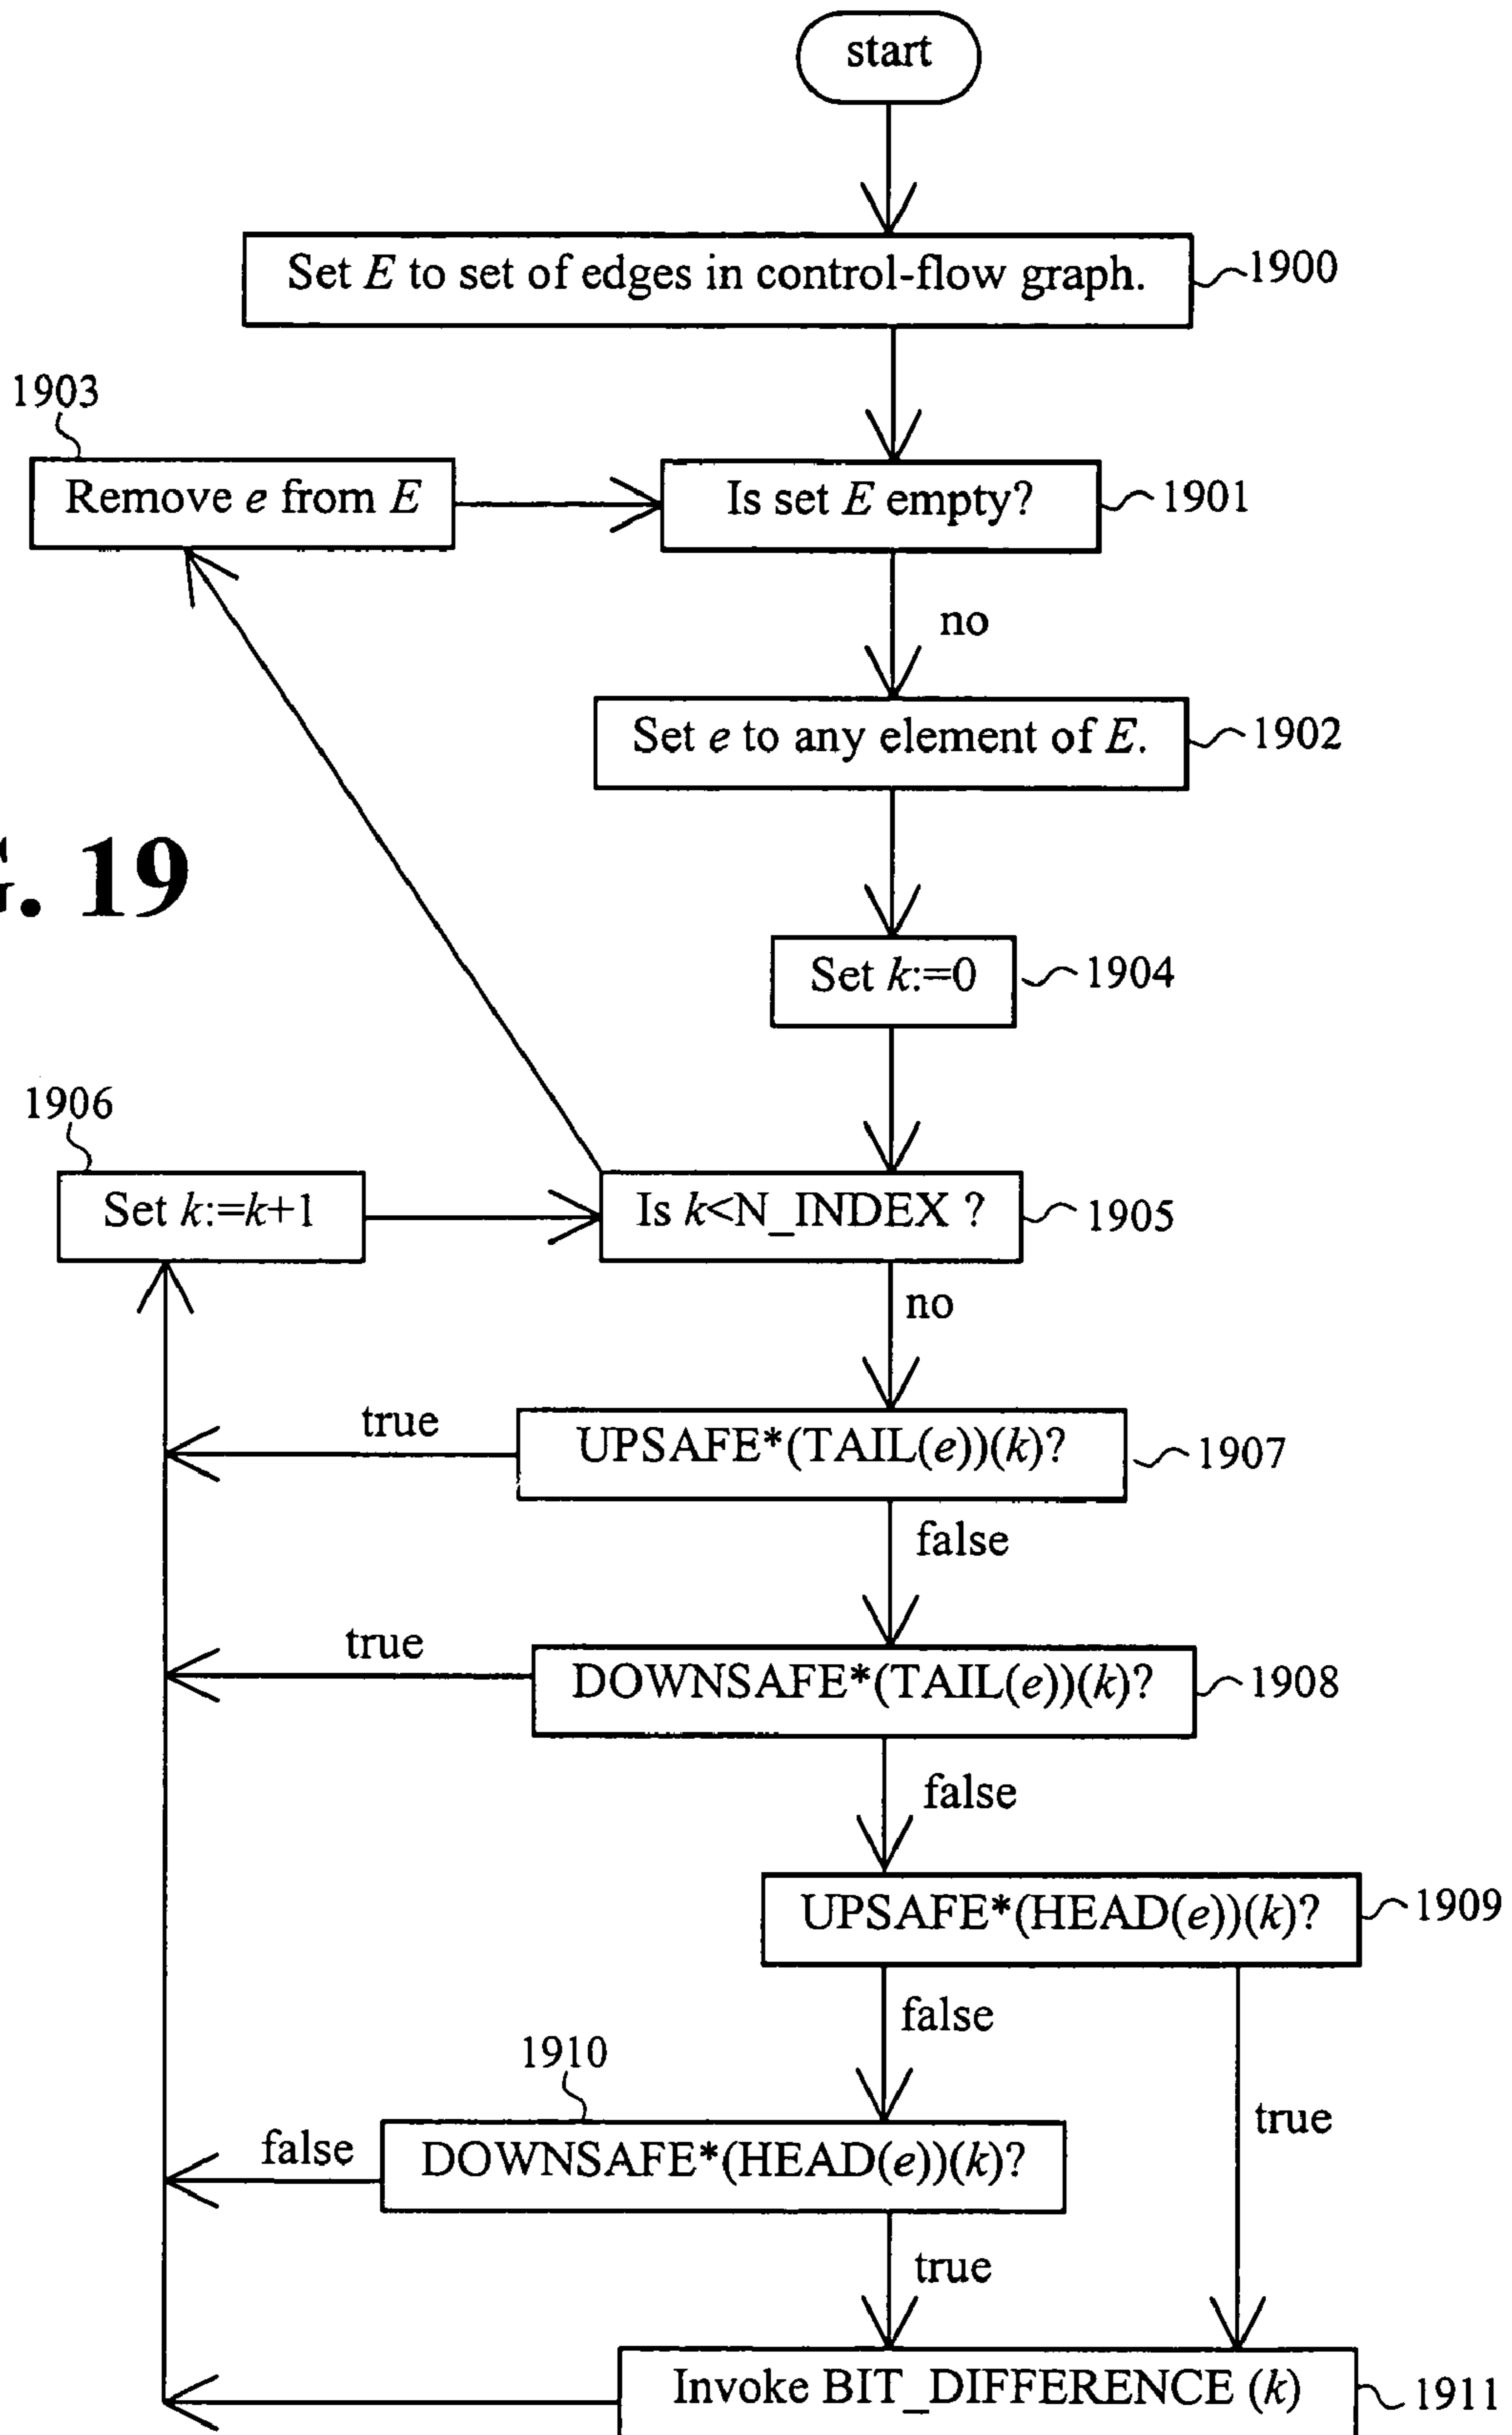 start
Set E to set of edges in control-flow graph.
1900
1903
Remove e from E
Is set E empty?
1901
no
Set e to any element of E.
1902
G. 19
Set k:=0
1904
1906
Set k:=k+1
Is k<N_INDEX ?
1905
no
true
UPSAFE*(TAIL(e))(k)?
1907
false
true
DOWNSAFE*(TAIL(e))(k)?
1908
false
UPSAFE*(HEAD(e))(k)?
1909
false
1910
true
false
DOWNSAFE*(HEAD(e))(k)?
true
Invoke BIT_DIFFERENCE (k)
1911